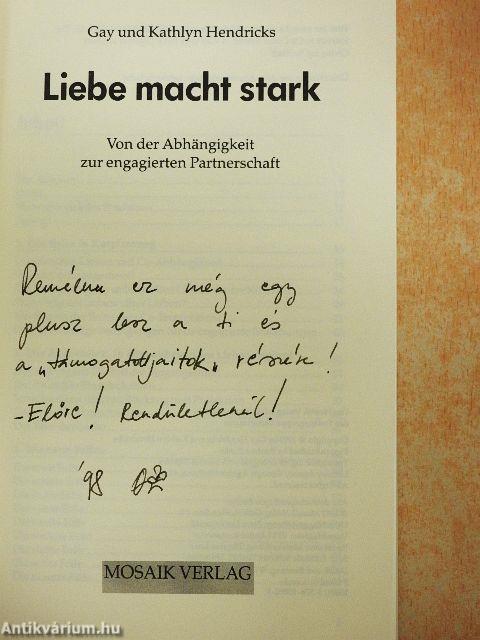 Gay und Kathlyn Hendricks
Liebe macht stark
Von der Abhängigkeit
zur engagierten Partnerschaft
Remélem ez még egy
plusz lesz a ti és
a „támogatottjaitok" részére!
- Előre! Rendületlenül!
'98
MOSAIK VERLAG
Antikvárium.hu